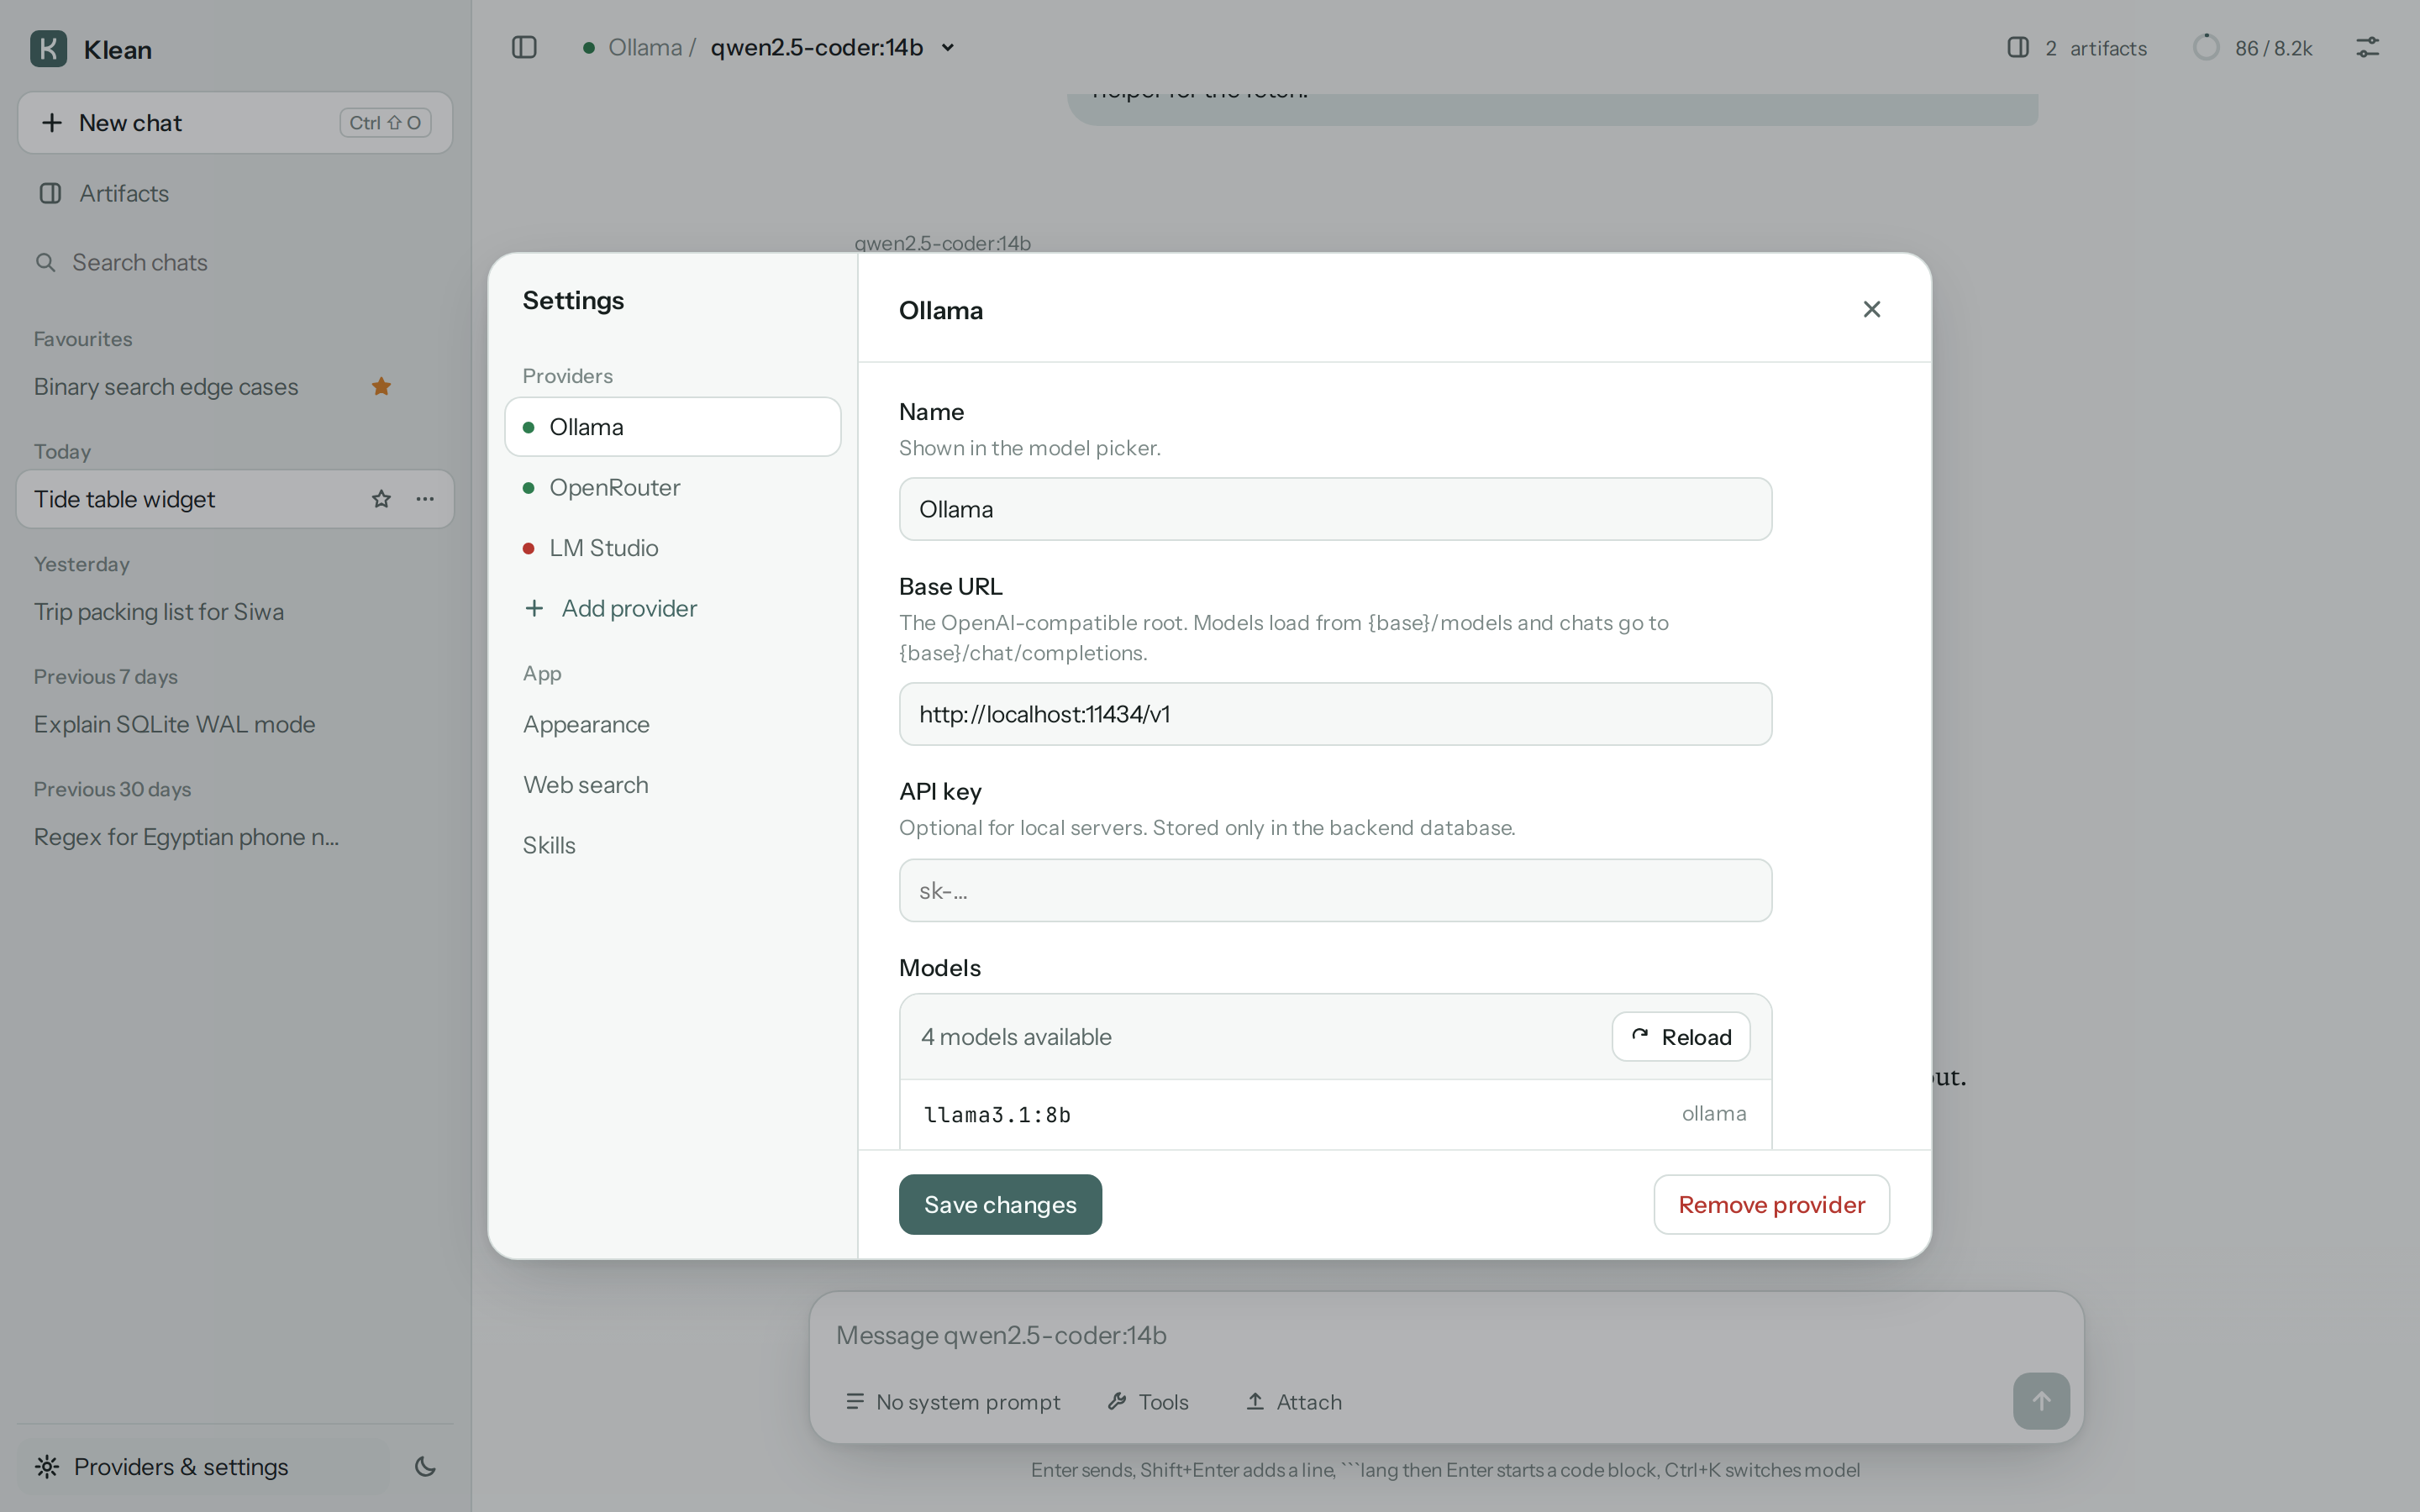 Klean
New chat
Ctrl ⇧ O
Artifacts
Search chats
Favourites
Binary search edge cases
Today
Tide table widget
Yesterday
Trip packing list for Siwa
Previous 7 days
Explain SQLite WAL mode
Previous 30 days
Regex for Egyptian phone n...
Providers & settings
Ollama / qwen2.5-coder:14b
2 artifacts
86 / 8.2k
helper for the fetch.
qwen2.5-coder:14b
Settings
Providers
Ollama
OpenRouter
LM Studio
Add provider
App
Appearance
Web search
Skills
Ollama
Name
Shown in the model picker.
Ollama
Base URL
The OpenAI-compatible root. Models load from {base}/models and chats go to
{base}/chat/completions.
http://localhost:11434/v1
API key
Optional for local servers. Stored only in the backend database.
sk-...
Models
4 models available
Reload
llama3.1:8b
ollama
Save changes
Remove provider
Message qwen2.5-coder:14b
No system prompt
Tools
Attach
Enter sends, Shift+Enter adds a line, ```lang then Enter starts a code block, Ctrl+K switches model